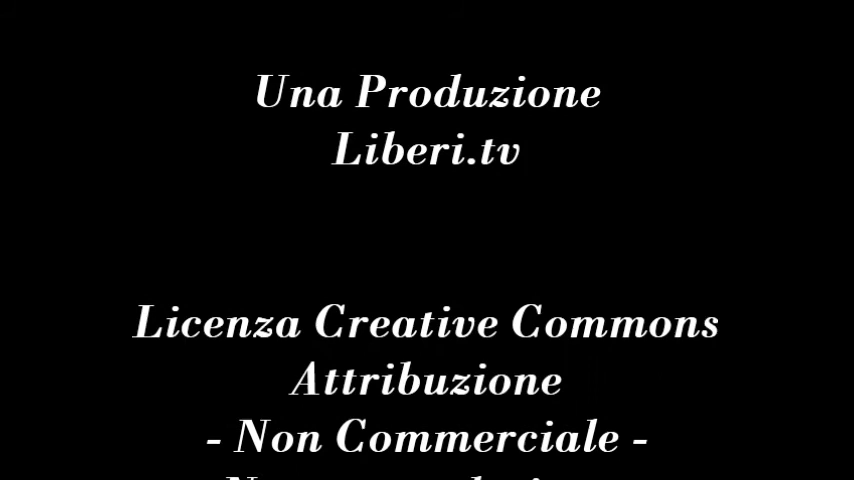 Una Produzione
Liberi.tv
Licenza Creative Commons
Attribuzione
- Non Commerciale -